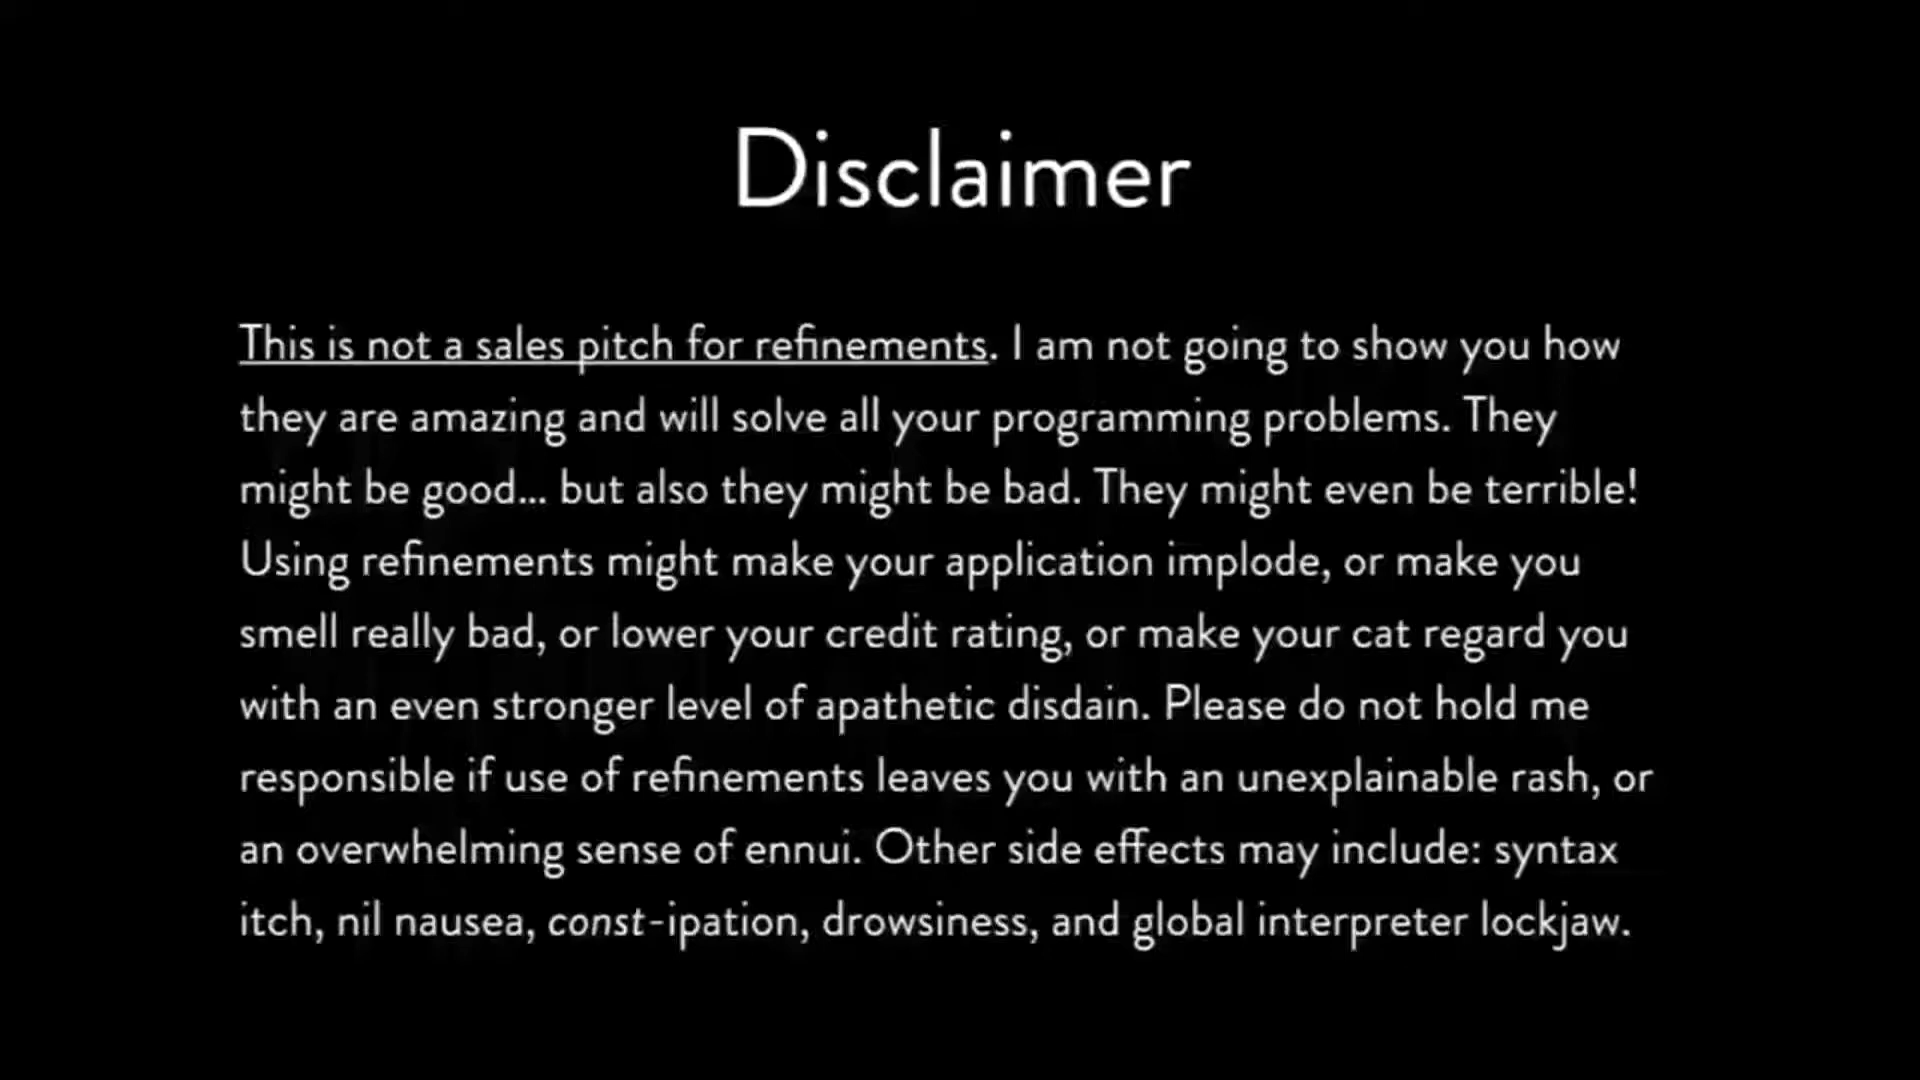 Disclaimer
This is not a sales pitch for refinements. I am not going to show you how
they are amazing and will solve all your programming problems. They
might be good... but also they might be bad. They might even be terrible!
Using refinements might make your application implode, or make you
smell really bad, or lower your credit rating, or make your cat regard you
with an even stronger level of apathetic disdain. Please do not hold me
responsible if use of refinements leaves you with an unexplainable rash, or
an overwhelming sense of ennui. Other side effects may include: syntax
itch, nil nausea, const-ipation, drowsiness, and global interpreter lockjaw.